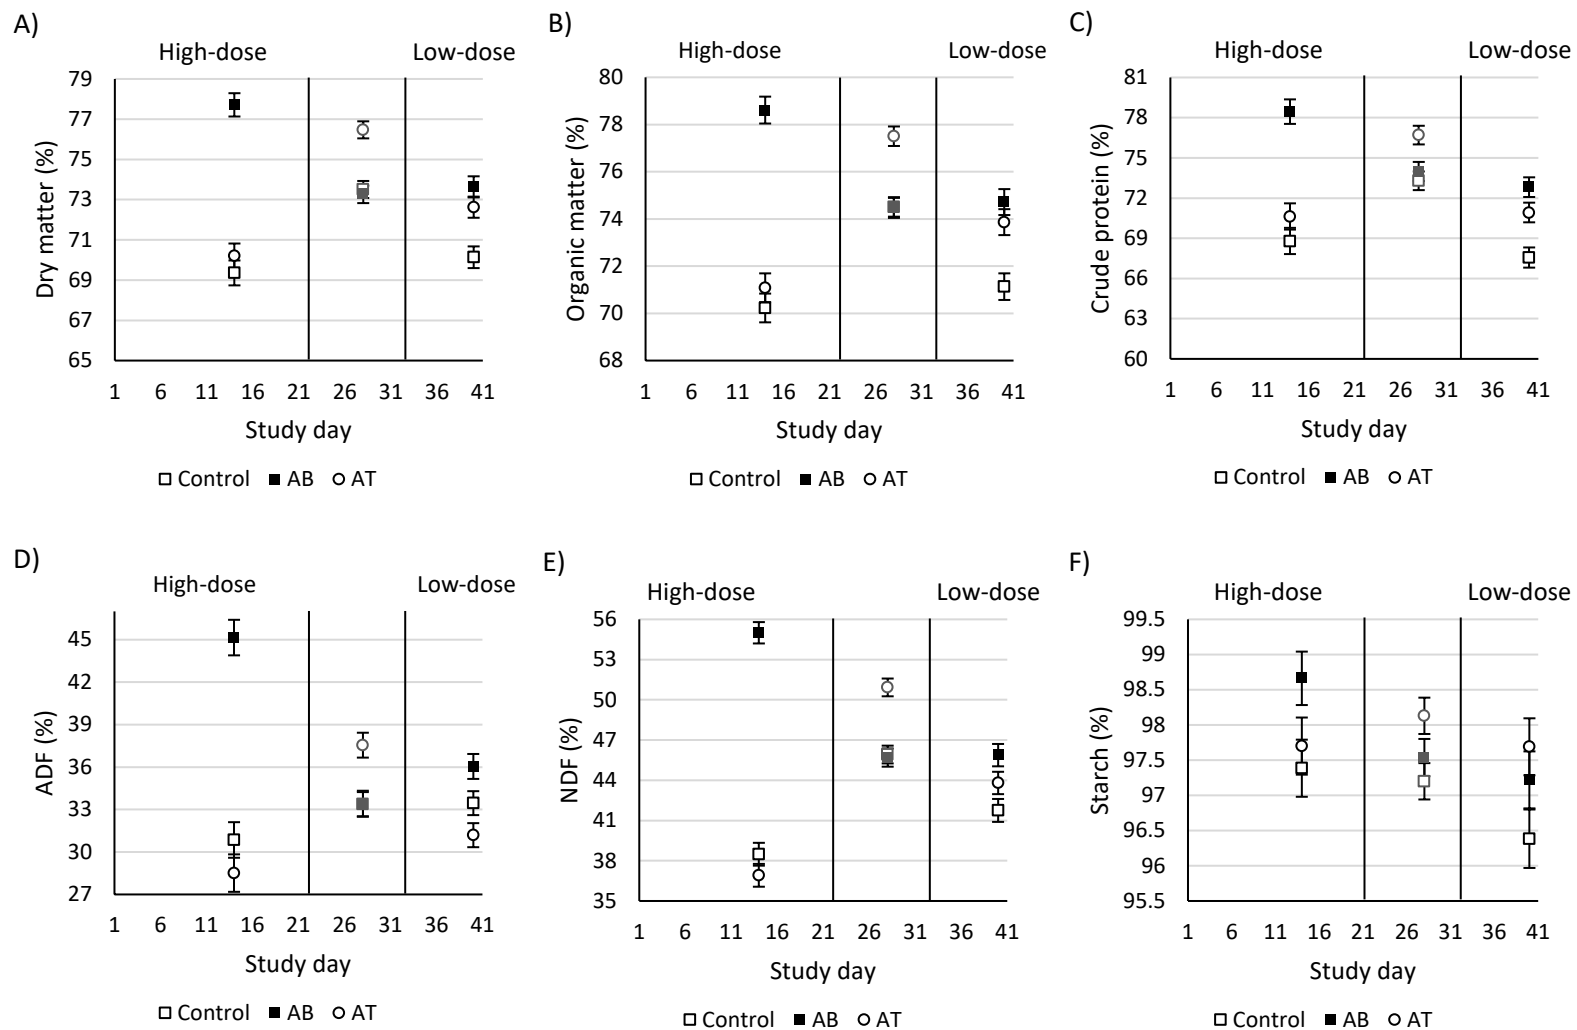 A)
High-dose Low-dose
Dry matter (%)
79
77
75
73
71
69
67
65
1 6 11 16 21 26 31 36 41
Study day
Control AB AT
B)
High-dose Low-dose
Organic matter (%)
80
78
76
74
72
70
68
1 6 11 16 21 26 31 36 41
Study day
Control AB AT
C)
High-dose Low-dose
Crude protein (%)
81
78
75
72
69
66
63
60
1 6 11 16 21 26 31 36 41
Study day
Control AB AT
D)
High-dose Low-dose
ADF (%)
45
42
39
36
33
30
27
1 6 11 16 21 26 31 36 41
Study day
Control AB AT
E)
High-dose Low-dose
NDF (%)
56
53
50
47
44
41
38
35
1 6 11 16 21 26 31 36 41
Study day
Control AB AT
F)
High-dose Low-dose
Starch (%)
99.5
99
98.5
98
97.5
97
96.5
96
95.5
1 6 11 16 21 26 31 36 41
Study day
Control AB AT